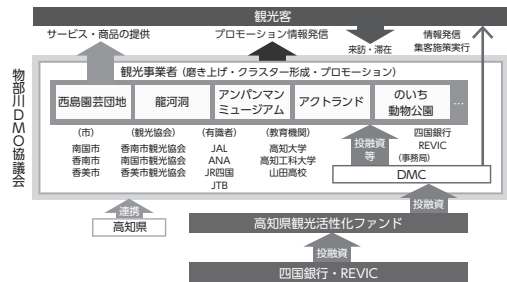 観光客
サービス・商品の提供
プロモーション情報発信
来訪・滞在
情報発信
集客施策実行
物部川DMO協議会
観光事業者（磨き上げ・クラスター形成・プロモーション）
西島園芸団地
龍河洞
アンパンマン
ミュージアム
アクトランド
のいち
動物公園
…
（市）
南国市
香南市
香美市
（観光協会）
香南市観光協会
南国市観光協会
香美市観光協会
（有識者）
JAL
ANA
JR四国
JTB
（教育機関）
高知大学
高知工科大学
山田高校
投融資
等
四国銀行
REVIC
（事務局）
DMC
連携
高知県
投融資
高知県観光活性化ファンド
投融資
四国銀行・REVIC